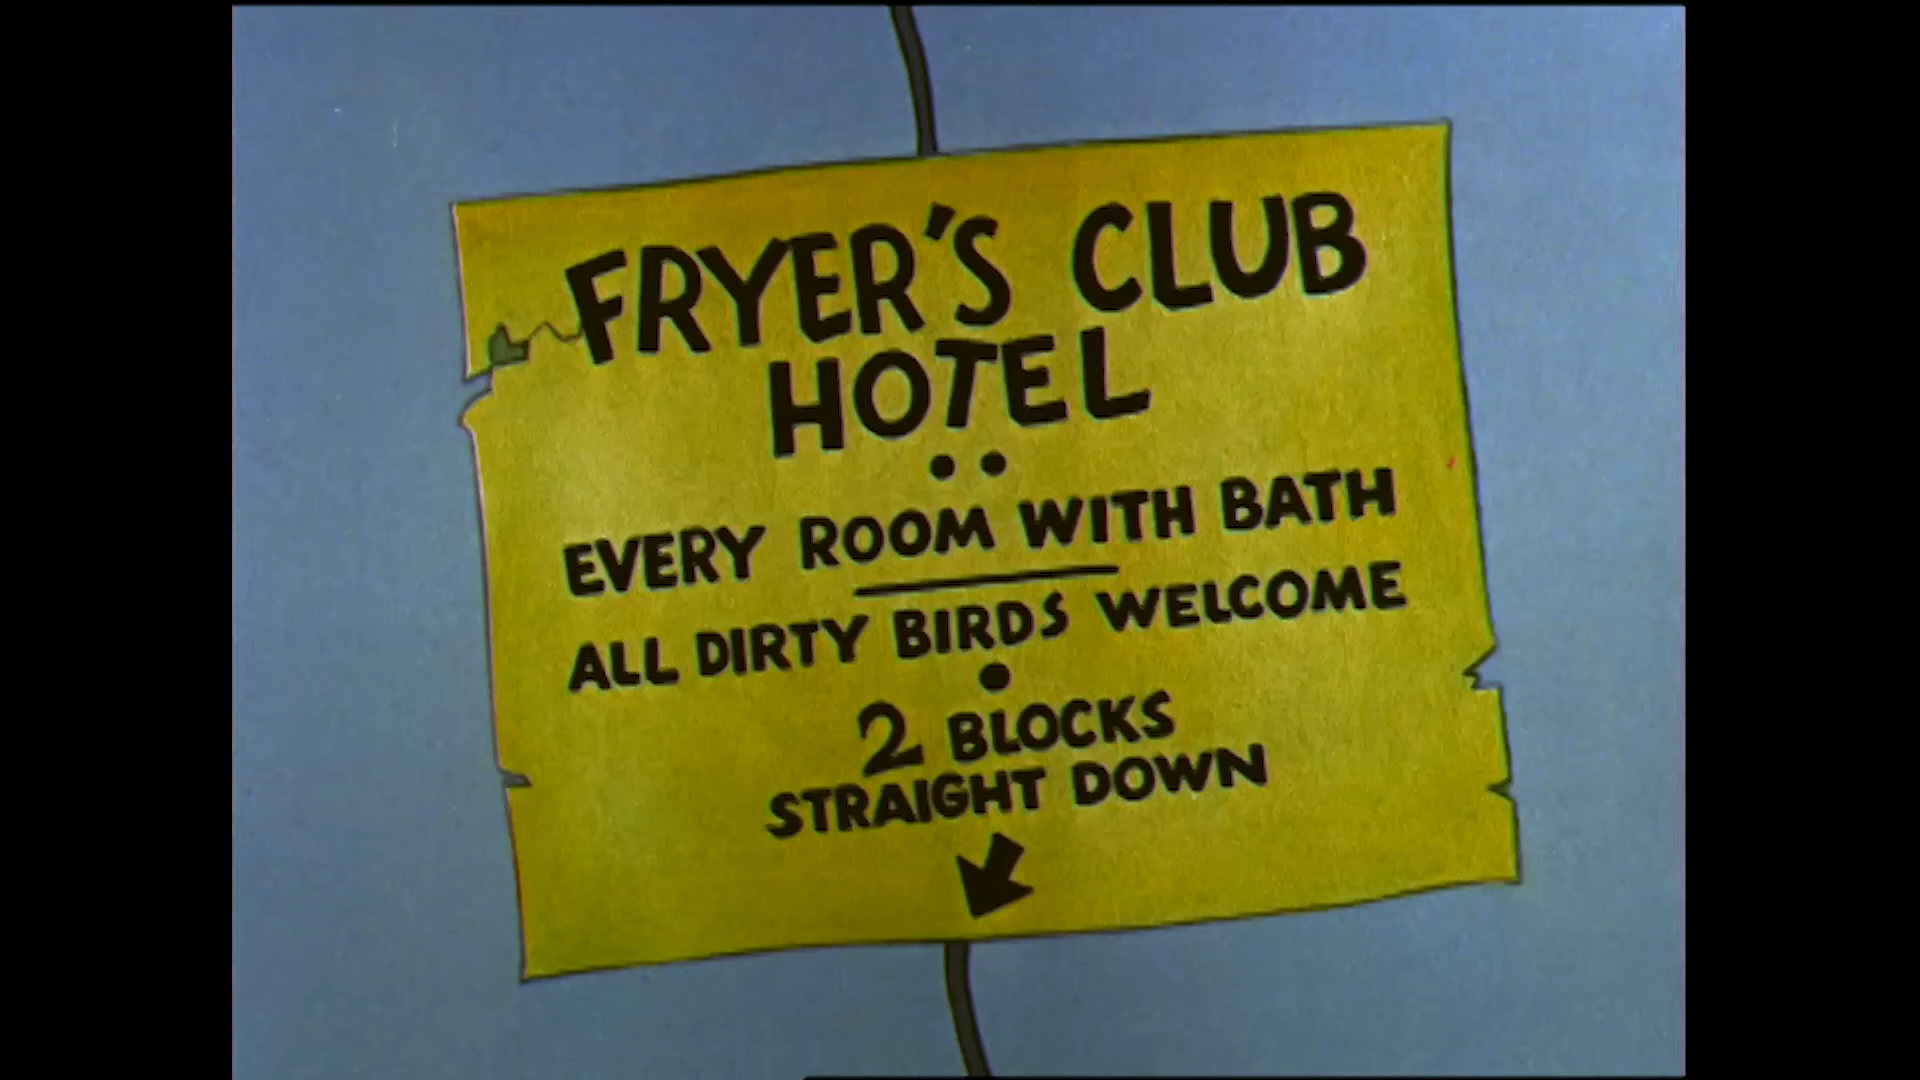 FRYER'S CLUB
HOTEL
EVERY ROOM WITH BATH
ALL DIRTY BIRDS WELCOME
2 BLOCKS
STRAIGHT DOWN